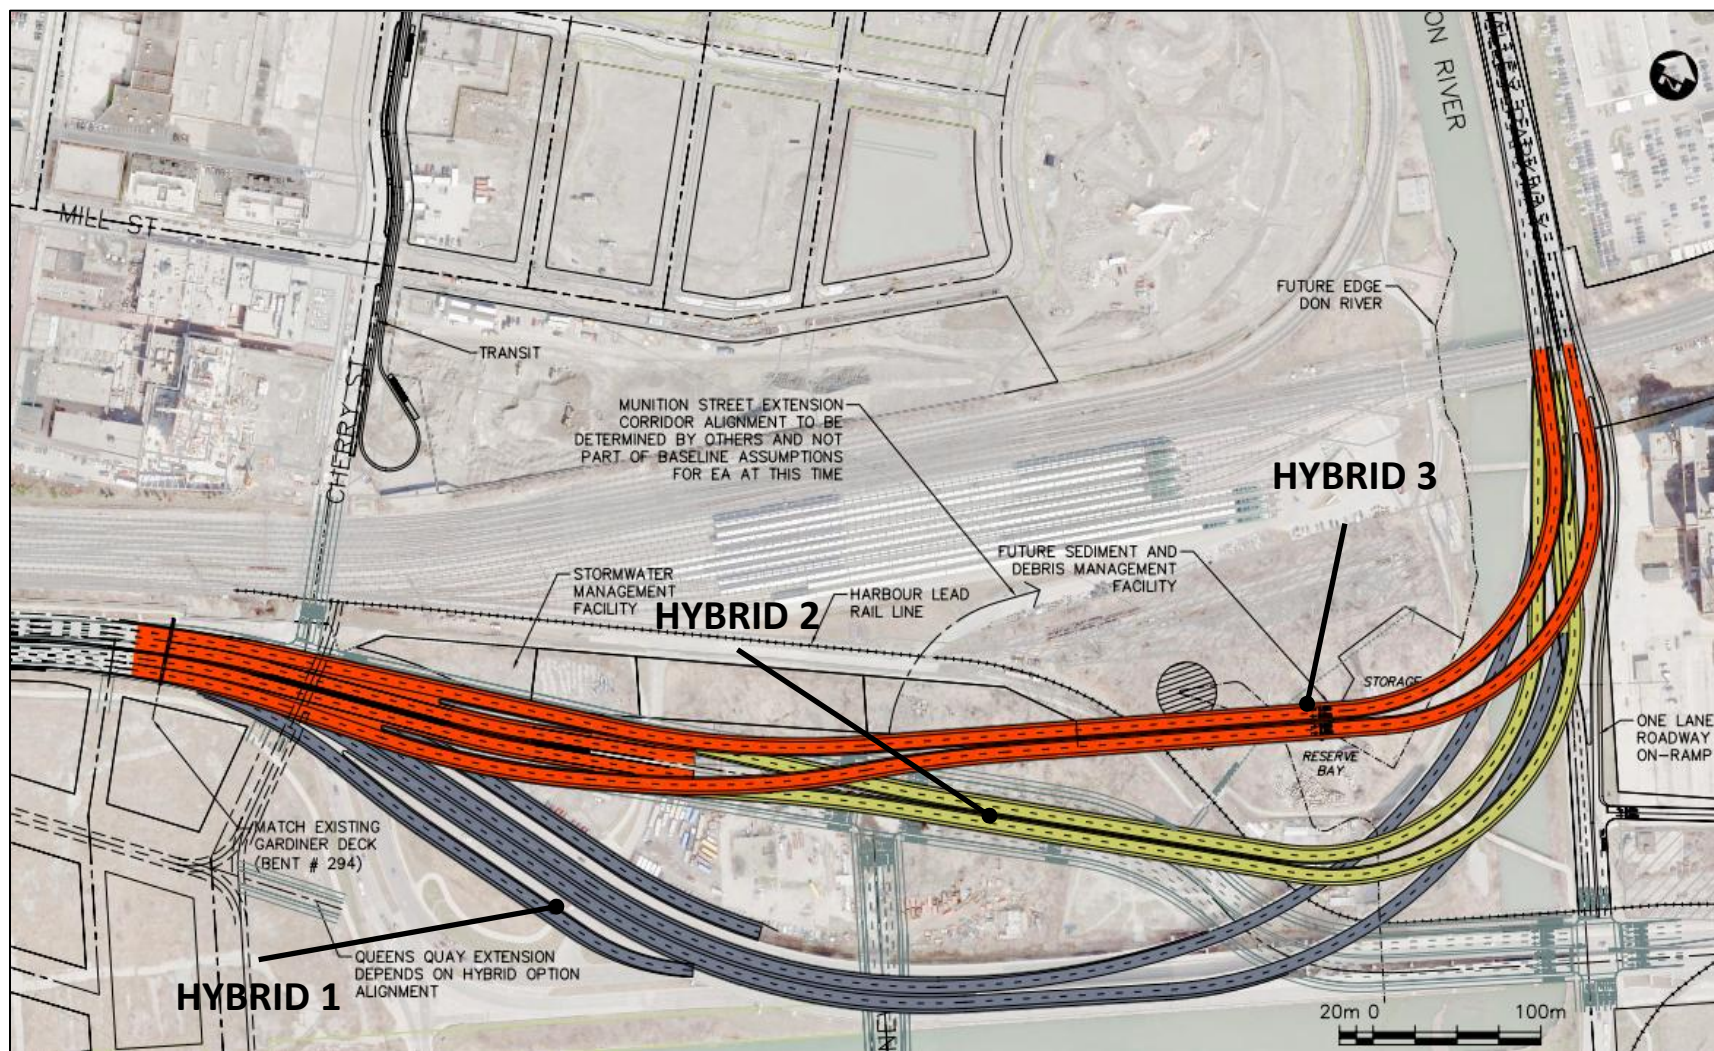 ON RIVER
MILL ST
FUTURE EDGE
DON RIVER
TRANSIT
CHERRY ST
MUNITION STREET EXTENSION
CORRIDOR ALIGNMENT TO BE
DETERMINED BY OTHERS AND NOT
PART OF BASELINE ASSUMPTIONS
FOR EA AT THIS TIME
HYBRID 3
FUTURE SEDIMENT AND
DEBRIS MANAGEMENT
FACILITY
STORMWATER
MANAGEMENT
FACILITY
HYBRID 2
HARBOUR LEAD
RAIL LINE
STORAGE
RESERVE
BAY
ONE LANE
ROADWAY
ON-RAMP
MATCH EXISTING
GARDINER DECK
(BENT # 294)
QUEENS QUAY EXTENSION
DEPENDS ON HYBRID OPTION
ALIGNMENT
HYBRID 1
20m 0 100m